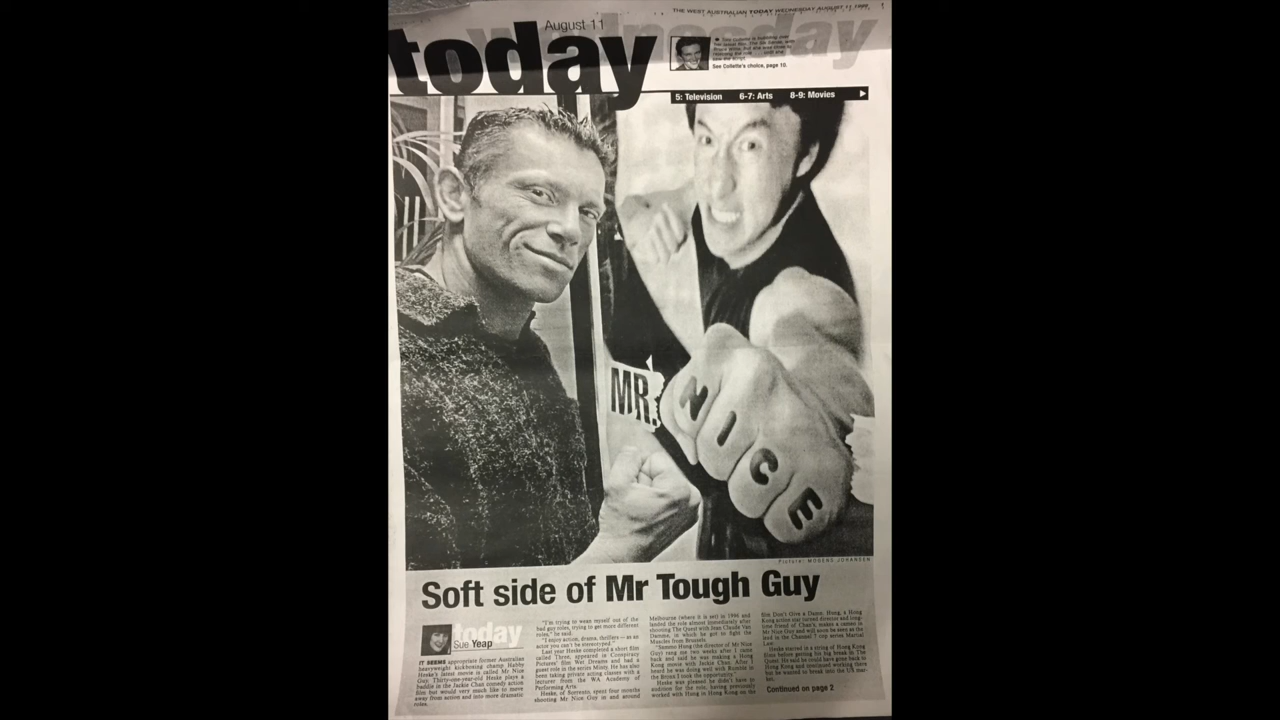 THE WEST AUSTRALIAN TODAY WEDNESDAY AUGUST 11 1999
wednesday
August 11
today
See Collette's choice, page 10.
5: Television 6-7: Arts 8-9: Movies
MR.
NICE
Picture: MOGENS JOHANSEN
Soft side of Mr Tough Guy
today
Sue Yeap
IT SEEMS appropriate former Australian
heavyweight kickboxing champ Habby
Heske's latest movie is called Mr Nice
Guy. Thirty-one-year-old Heske plays a
baddie in the Jackie Chan comedy action
film but would very much like to move
away from action and into more dramatic
roles.
"I'm trying to wean myself out of the
bad guy roles, trying to get more different
roles," he said.
"I enjoy action, drama, thrillers — as an
actor you can't be stereotyped."
Last year Heske completed a short film
called Three, appeared in Conspiracy
Pictures' film Wet Dreams and had a
guest role in the series Misty. He has also
been taking private acting classes with a
lecturer from the WA Academy of
Performing Arts.
Heske, of Sorrento, spent four months
shooting Mr Nice Guy in and around
Melbourne (where it is set) in 1996 and
landed the role almost immediately after
shooting The Quest with Jean Claude Van
Damme, in which he got to fight the
Muscles from Brussels.
"Sammo Hung (the director of Mr Nice
Guy) rang me two weeks after I came
back and said he was making a Hong
Kong movie with Jackie Chan. After I
heard he was doing well with Rumble in
the Bronx I took the opportunity."
Heske was pleased he didn't have to
audition for the role, having previously
worked with Hung in Hong Kong on the
film Don't Give a Damn. Hung, a Hong
Kong action star turned director and long-
time friend of Chan's, makes a cameo in
Mr Nice Guy and will soon be seen as the
lead in the Channel 7 cop series Martial
Law.
Heske starred in a string of Hong Kong
films before getting his big break in The
Quest. He said he could have gone back to
Hong Kong and continued working there
but he wanted to break into the US mar-
ket.
Continued on page 2